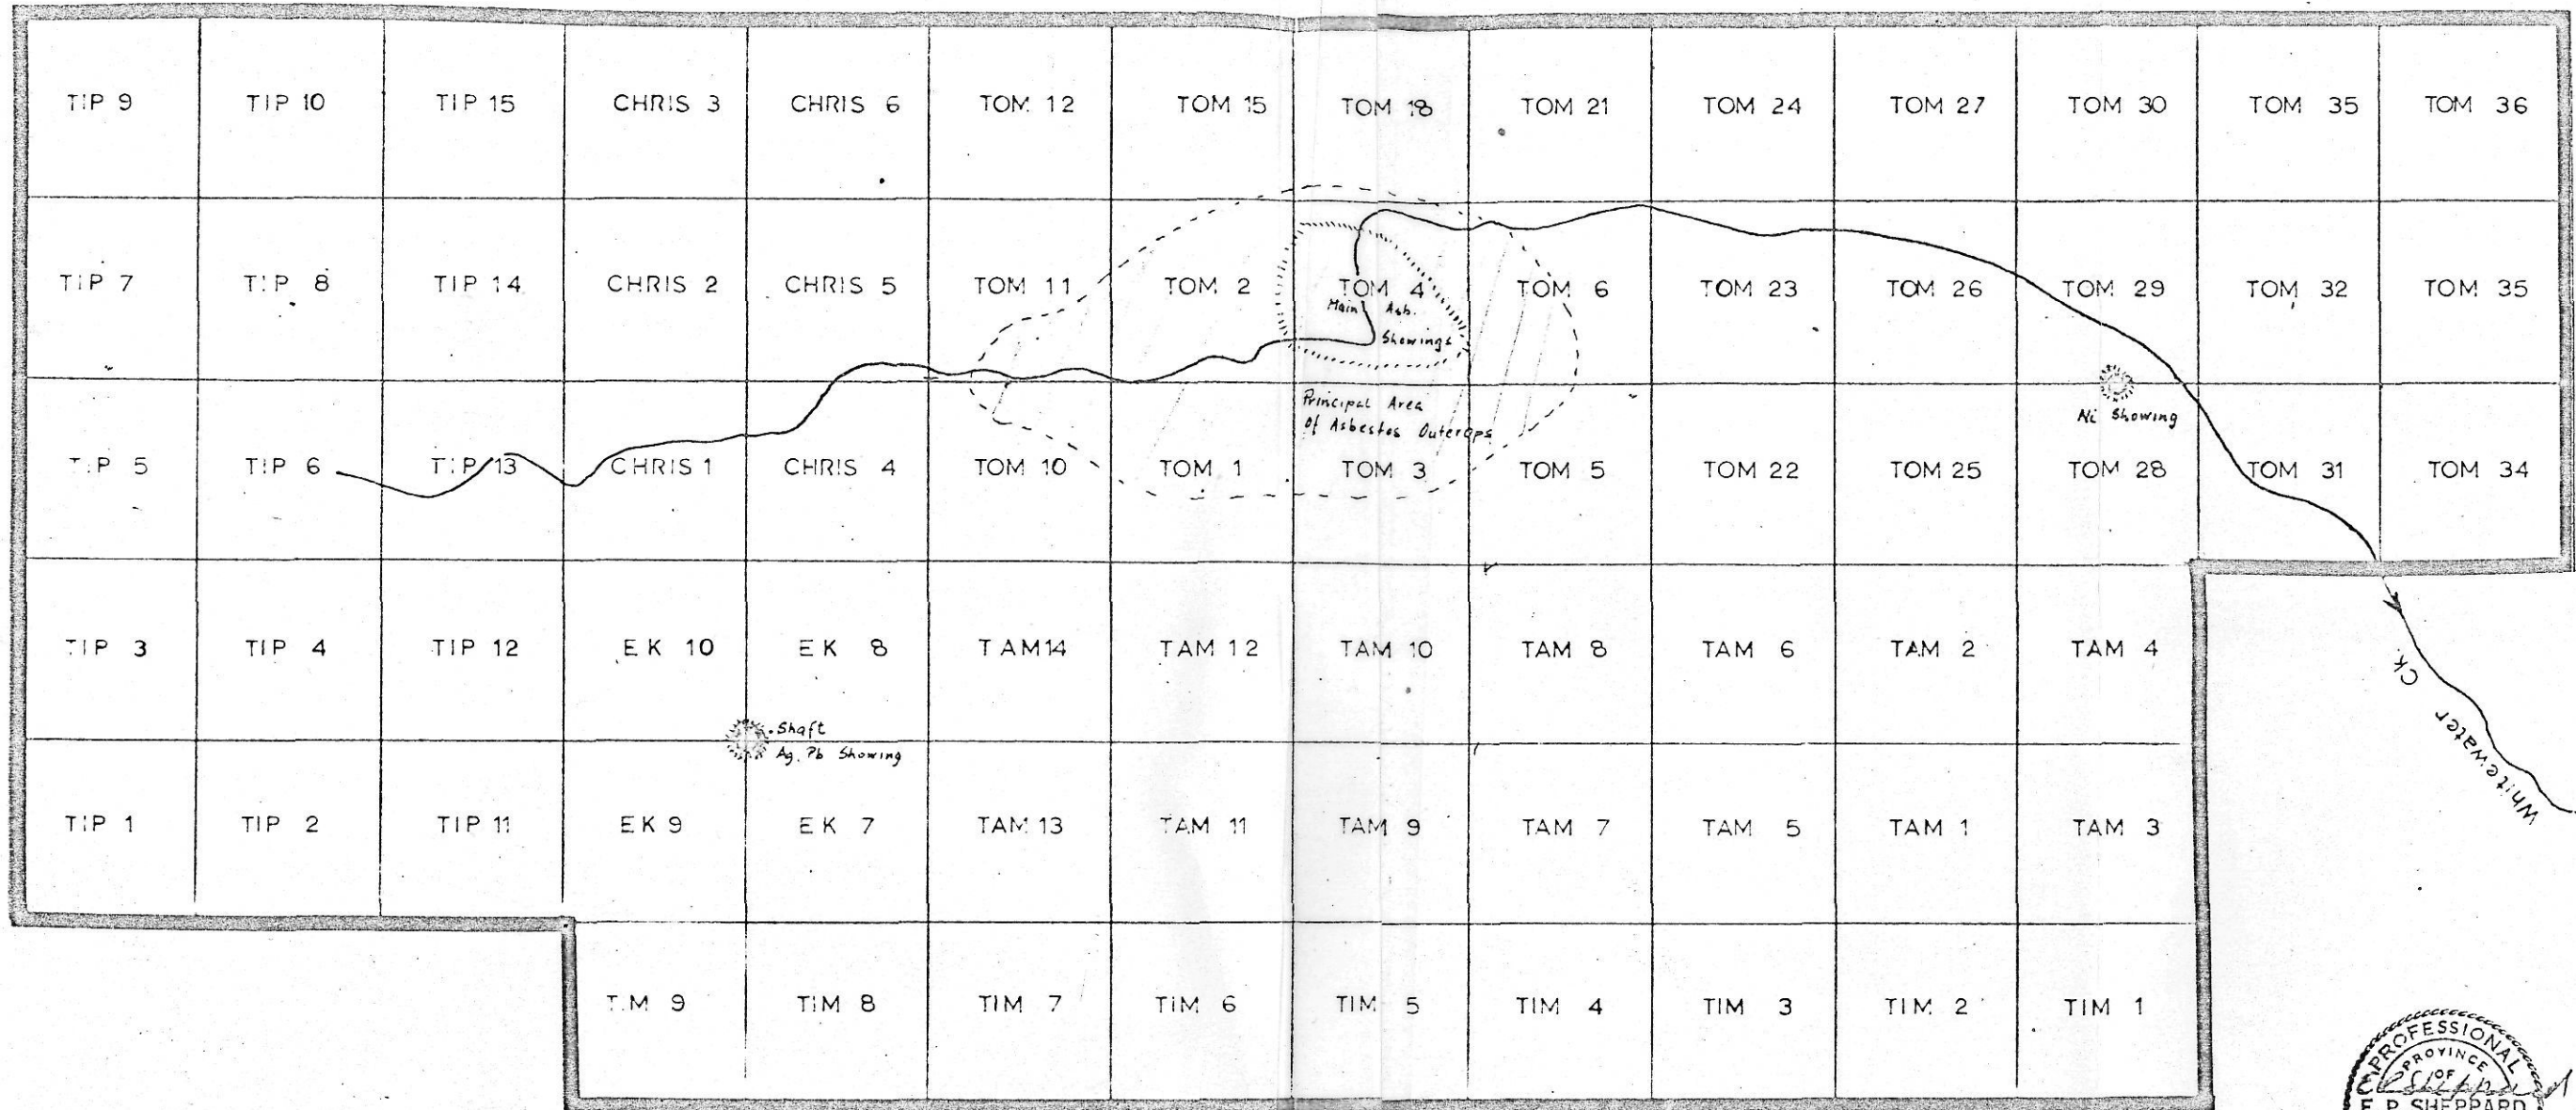 TIP 9
TIP 10
TIP 15
CHRIS 3
CHRIS 6
TOM 12
TOM 15
TOM 18
TOM 21
TOM 24
TOM 27
TOM 30
TOM 35
TOM 36
TIP 7
TIP 8
TIP 14
CHRIS 2
CHRIS 5
TOM 11
TOM 2
TOM 4
Main Asb.
Showings
TOM 6
TOM 23
TOM 26
TOM 29
TOM 32
TOM 35
Principal Area
Of Asbestos Outcrops
Ni Showing
TIP 5
TIP 6
TIP 13
CHRIS 1
CHRIS 4
TOM 10
TOM 1
TOM 3
TOM 5
TOM 22
TOM 25
TOM 28
TOM 31
TOM 34
TIP 3
TIP 4
TIP 12
EK 10
EK 8
TAM 14
TAM 12
TAM 10
TAM 8
TAM 6
TAM 2
TAM 4
Whitewater Ck.
Shaft
Ag. Pb Showing
TIP 1
TIP 2
TIP 11
EK 9
EK 7
TAM 13
TAM 11
TAM 9
TAM 7
TAM 5
TAM 1
TAM 3
TIM 9
TIM 8
TIM 7
TIM 6
TIM 5
TIM 4
TIM 3
TIM 2
TIM 1
PROFESSIONAL
PROVINCE
OF
E. P. SHEPPARD